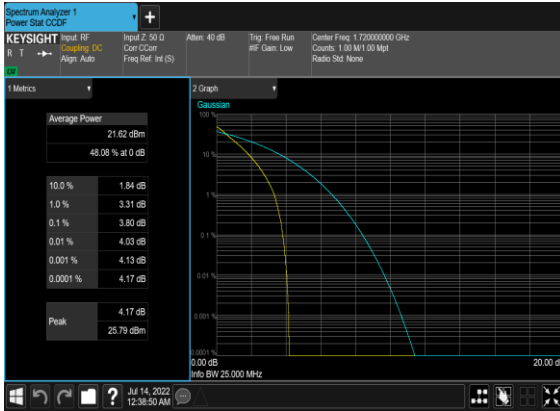 Spectrum Analyzer 1
Power Stat CCDF
+
KEYSIGHT
R T
Input: RF
Coupling: DC
Align: Auto
Input Z: 50 Ω
Corr CCorr
Freq Ref: Int (S)
Atten: 40 dB
Trig: Free Run
#IF Gain: Low
Center Freq: 1.720000000 GHz
Counts: 1.00 M/1.00 Mpt
Radio Std: None
1 Metrics
Average Power
21.62 dBm
48.08 % at 0 dB
10.0 % 1.84 dB
1.0 % 3.31 dB
0.1 % 3.80 dB
0.01 % 4.03 dB
0.001 % 4.13 dB
0.0001 % 4.17 dB
Peak
4.17 dB
25.79 dBm
2 Graph
Gaussian
100 %
10 %
1 %
0.1 %
0.01 %
0.001 %
0.0001 %
0.00 dB
20.00 d
Info BW 25.000 MHz
?
Jul 14, 2022
12:38:50 AM